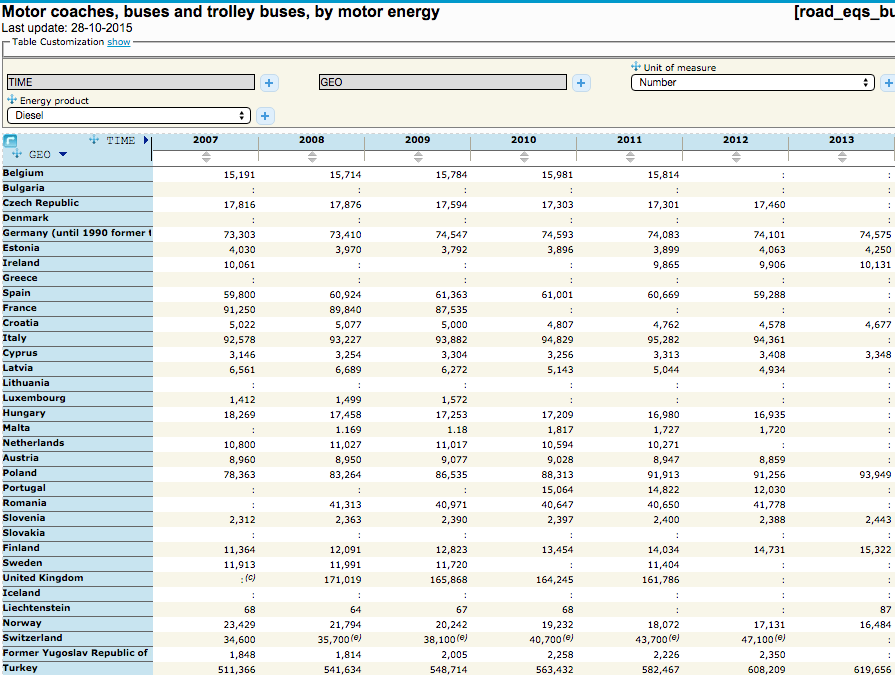 Motor coaches, buses and trolley buses, by motor energy [road_eqs_bu
Last update: 28-10-2015
Table Customization show
Unit of measure
TIME + GEO + Number +
Energy product
Diesel +
TIME 2007 2008 2009 2010 2011 2012 2013
GEO
Belgium 15,191 15,714 15,784 15,981 15,814 : :
Bulgaria : : : : : : :
Czech Republic 17,816 17,876 17,594 17,303 17,301 17,460 :
Denmark : : : : : : :
Germany (until 1990 former t 73,303 73,410 74,547 74,593 74,083 74,101 74,575
Estonia 4,030 3,970 3,792 3,896 3,899 4,063 4,250
Ireland 10,061 : : : 9,865 9,906 10,131
Greece : : : : : : :
Spain 59,800 60,924 61,363 61,001 60,669 59,288 :
France 91,250 89,840 87,535 : : : :
Croatia 5,022 5,077 5,000 4,807 4,762 4,578 4,677
Italy 92,578 93,227 93,882 94,829 95,282 94,361 :
Cyprus 3,146 3,254 3,304 3,256 3,313 3,408 3,348
Latvia 6,561 6,689 6,272 5,143 5,044 4,934 :
Lithuania : : : : : : :
Luxembourg 1,412 1,499 1,572 : : : :
Hungary 18,269 17,458 17,253 17,209 16,980 16,935 :
Malta : 1.169 1.18 1,817 1,727 1,720 :
Netherlands 10,800 11,027 11,017 10,594 10,271 : :
Austria 8,960 8,950 9,077 9,028 8,947 8,859 :
Poland 78,363 83,264 86,535 88,313 91,913 91,256 93,949
Portugal : : : 15,064 14,822 12,030 :
Romania : 41,313 40,971 40,647 40,650 41,778 :
Slovenia 2,312 2,363 2,390 2,397 2,400 2,388 2,443
Slovakia : : : : : : :
Finland 11,364 12,091 12,823 13,454 14,034 14,731 15,322
Sweden 11,913 11,991 11,720 : 11,404 : :
United Kingdom :(c) 171,019 165,868 164,245 161,786 : :
Iceland : : : : : : :
Liechtenstein 68 64 67 68 : : 87
Norway 23,429 21,794 20,242 19,232 18,072 17,131 16,484
Switzerland 34,600 35,700(e) 38,100(e) 40,700(e) 43,700(e) 47,100(e) :
Former Yugoslav Republic of 1,848 1,814 2,005 2,258 2,226 2,350 :
Turkey 511,366 541,634 548,714 563,432 582,467 608,209 619,656